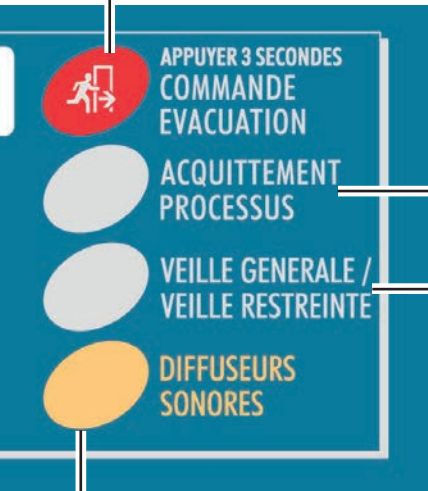 APPUYER 3 SECONDES
COMMANDE
EVACUATION
ACQUITTEMENT
PROCESSUS
VEILLE GENERALE /
VEILLE RESTREINTE
DIFFUSEURS
SONORES